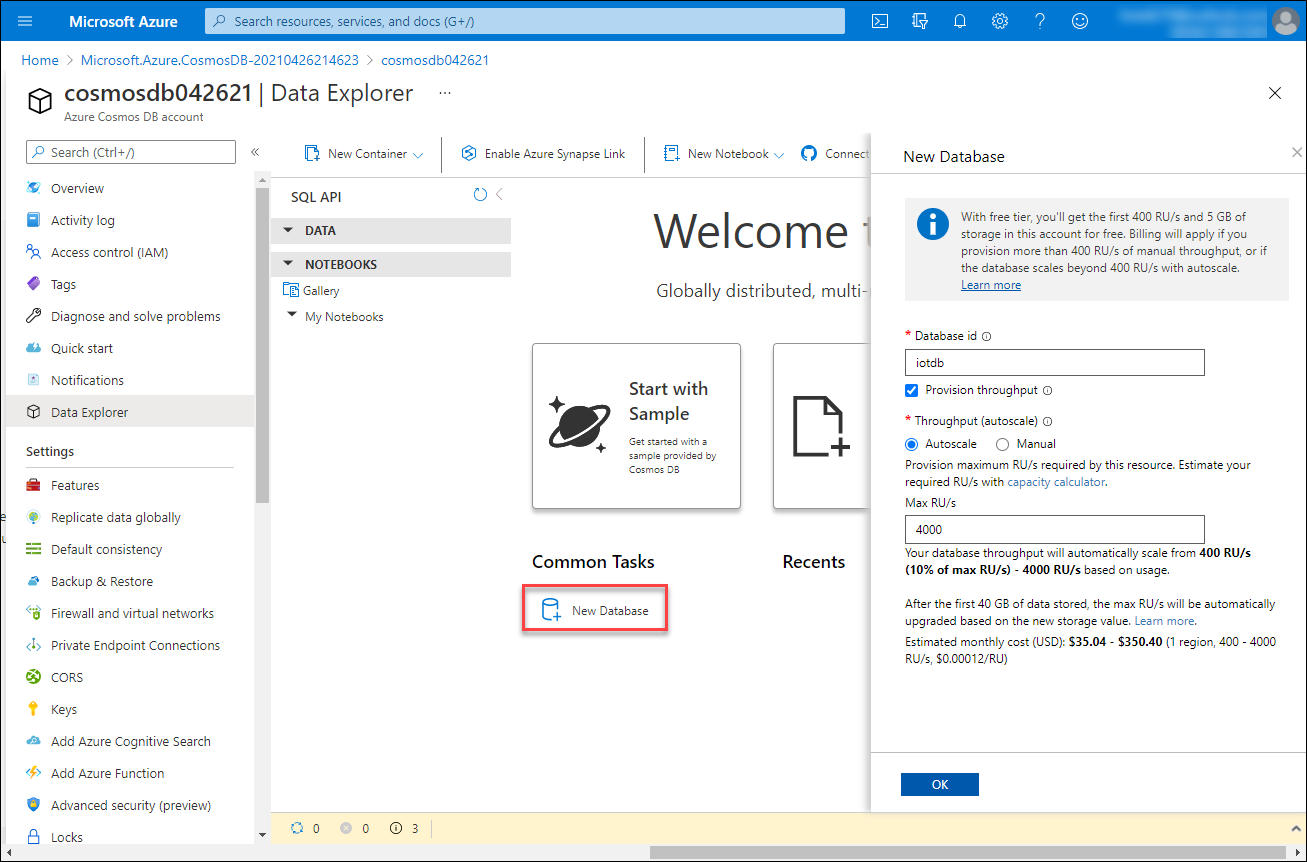 Microsoft Azure
Search resources, services, and docs (G+/)
Home > Microsoft.Azure.CosmosDB-20210426214623 > cosmosdb042621
cosmosdb042621 | Data Explorer ...
Azure Cosmos DB account
Search (Ctrl+/)
«
Overview
Activity log
Access control (IAM)
Tags
Diagnose and solve problems
Quick start
Notifications
Data Explorer
Settings
Features
Replicate data globally
Default consistency
Backup & Restore
Firewall and virtual networks
Private Endpoint Connections
CORS
Keys
Add Azure Cognitive Search
Add Azure Function
Advanced security (preview)
Locks
New Container
Enable Azure Synapse Link
New Notebook
Connect
SQL API
DATA
NOTEBOOKS
Gallery
My Notebooks
Welcome
Globally distributed, multi-
Start with
Sample
Get started with a
sample provided by
Cosmos DB
Common Tasks
New Database
Recents
0 0 3
New Database
With free tier, you'll get the first 400 RU/s and 5 GB of
storage in this account for free. Billing will apply if you
provision more than 400 RU/s of manual throughput, or if
the database scales beyond 400 RU/s with autoscale.
Learn more
* Database id
iotdb
Provision throughput
* Throughput (autoscale)
Autoscale Manual
Provision maximum RU/s required by this resource. Estimate your
required RU/s with capacity calculator.
Max RU/s
4000
Your database throughput will automatically scale from 400 RU/s
(10% of max RU/s) - 4000 RU/s based on usage.
After the first 40 GB of data stored, the max RU/s will be automatically
upgraded based on the new storage value. Learn more.
Estimated monthly cost (USD): $35.04 - $350.40 (1 region, 400 - 4000
RU/s, $0.00012/RU)
OK